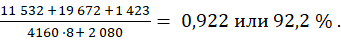 11 532 +19 672 +1 423
4160 ·8+ 2 080
= 0,922 или 92,2 % .